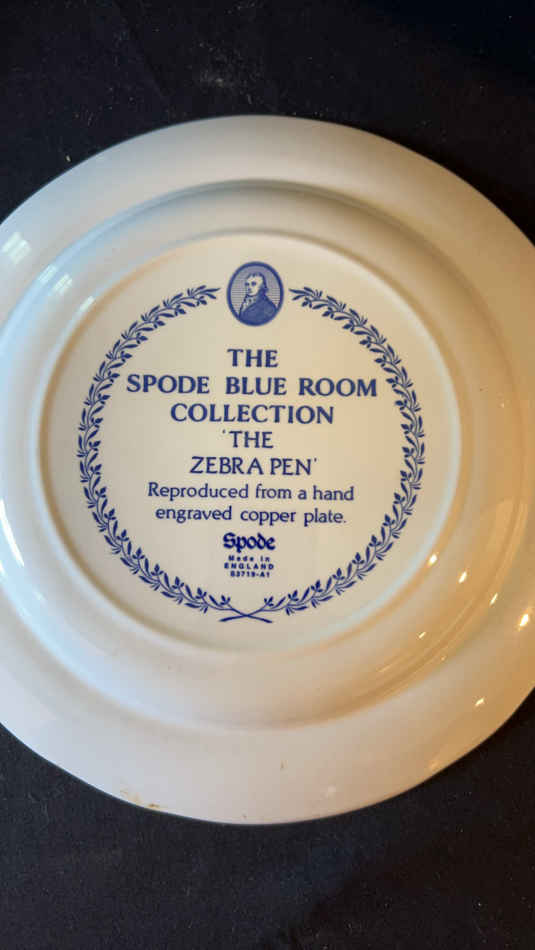 THE
SPODE BLUE ROOM
COLLECTION
'THE
ZEBRA PEN'
Reproduced from a hand
engraved copper plate.
Spode
Made in
ENGLAND
S3719-A1